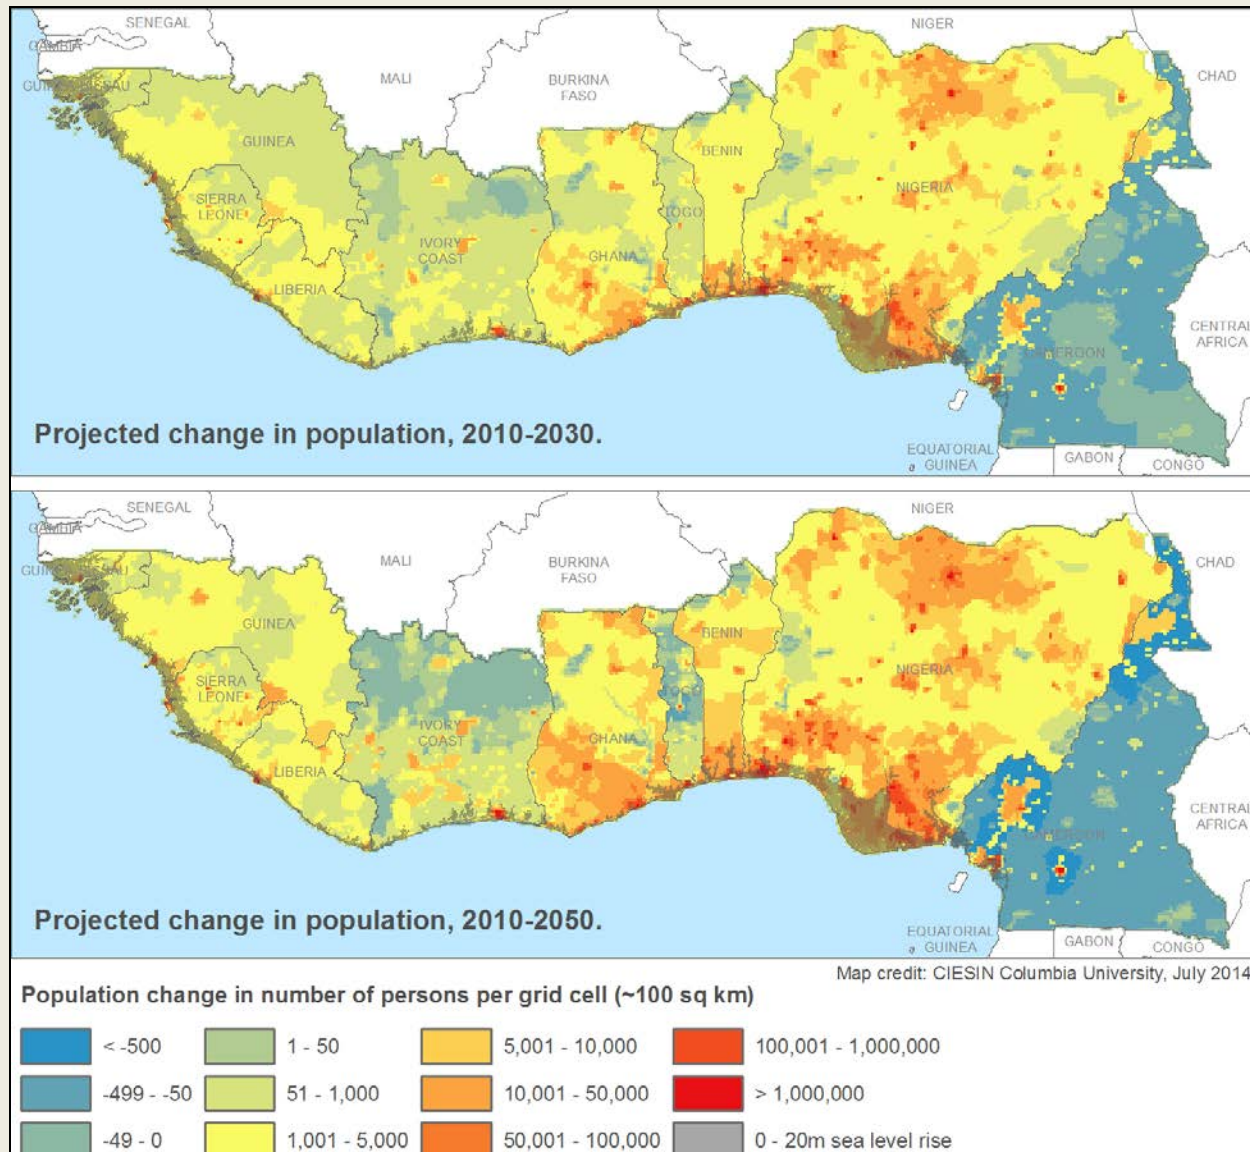 SENEGAL
NIGER
GAMBIA
MALI
BURKINA
FASO
CHAD
GUINEA
BENIN
SIERRA
LEONE
NIGERIA
TOGO
IVORY
COAST
GHANA
LIBERIA
CENTRAL
AFRICA
CAMEROON
Projected change in population, 2010-2030.
EQUATORIAL
GUINEA
GABON
CONGO
SENEGAL
NIGER
GAMBIA
MALI
BURKINA
FASO
CHAD
GUINEA
BENIN
SIERRA
LEONE
NIGERIA
TOGO
IVORY
COAST
GHANA
LIBERIA
CENTRAL
AFRICA
CAMEROON
Projected change in population, 2010-2050.
EQUATORIAL
GUINEA
GABON
CONGO
Map credit: CIESIN Columbia University, July 2014
Population change in number of persons per grid cell (~100 sq km)
< -500
1 - 50
5,001 - 10,000
100,001 - 1,000,000
-499 - -50
51 - 1,000
10,001 - 50,000
> 1,000,000
-49 - 0
1,001 - 5,000
50,001 - 100,000
0 - 20m sea level rise